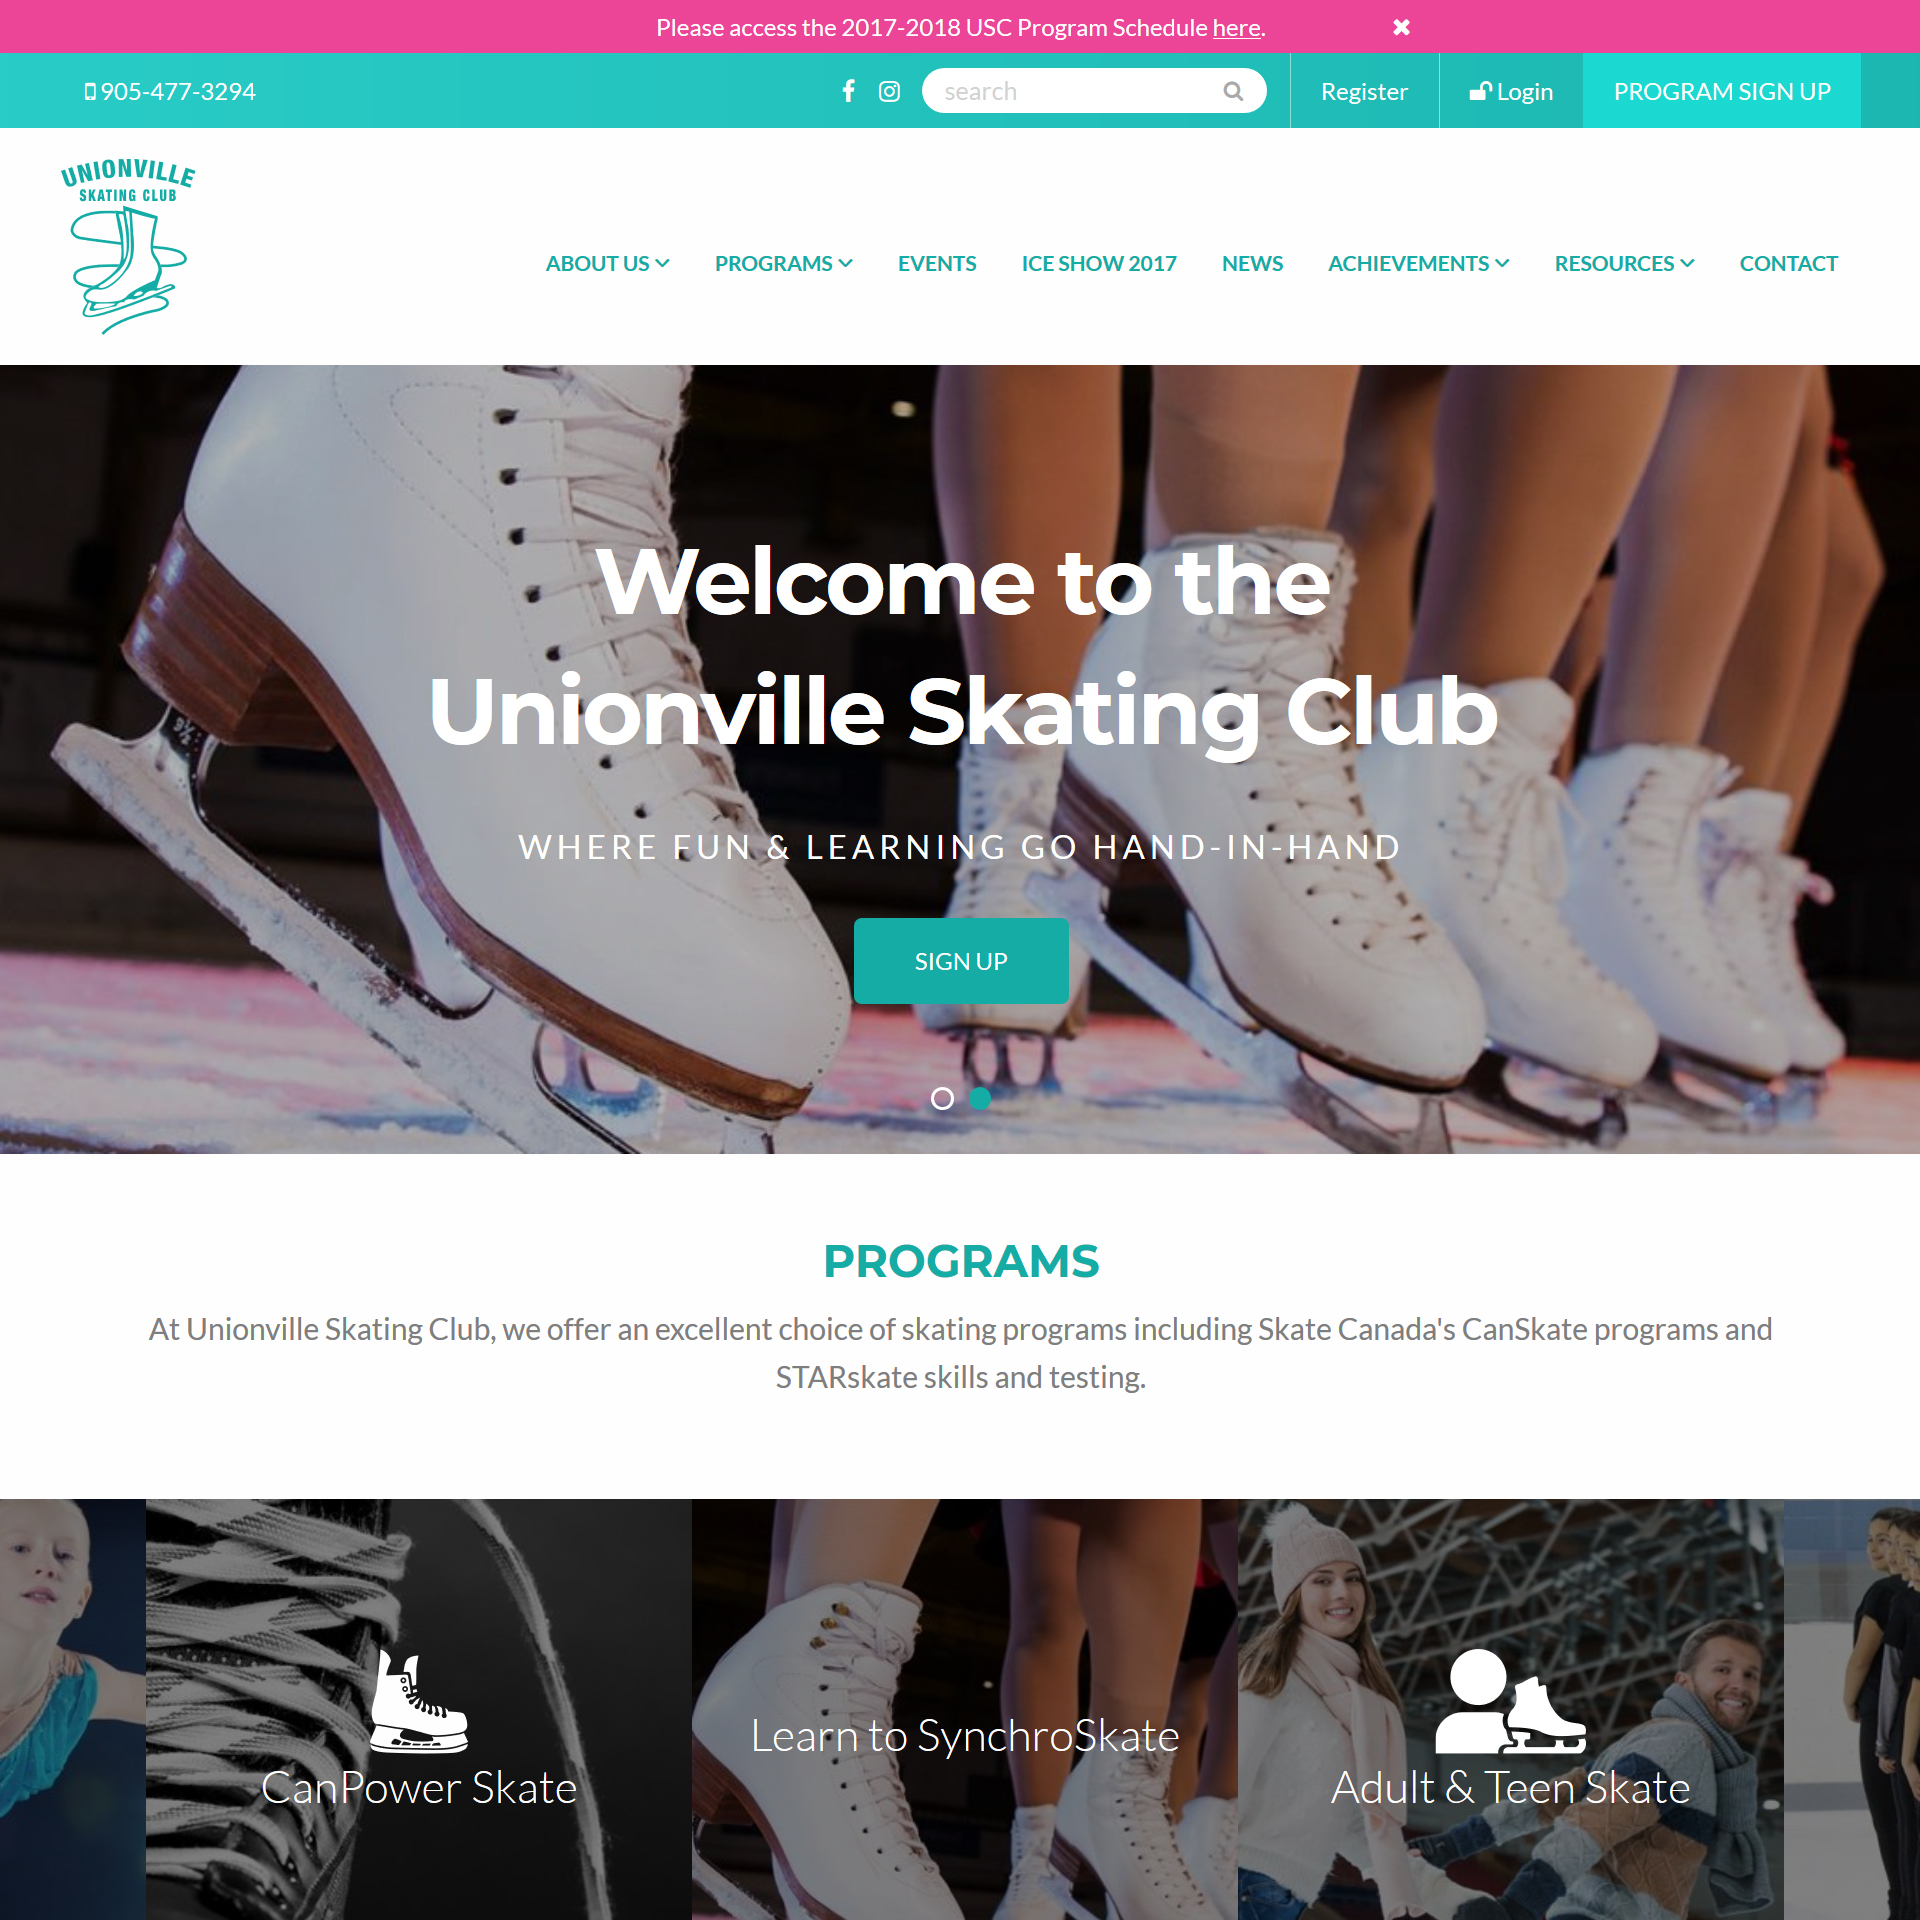 Please access the 2017-2018 USC Program Schedule here.
905-477-3294
search
Register
Login
PROGRAM SIGN UP
UNIONVILLE
SKATING CLUB
ABOUT US
PROGRAMS
EVENTS
ICE SHOW 2017
NEWS
ACHIEVEMENTS
RESOURCES
CONTACT
Welcome to the
Unionville Skating Club
WHERE FUN & LEARNING GO HAND-IN-HAND
SIGN UP
9½
PROGRAMS
At Unionville Skating Club, we offer an excellent choice of skating programs including Skate Canada's CanSkate programs and
STARskate skills and testing.
CanPower Skate
Learn to SynchroSkate
Adult & Teen Skate